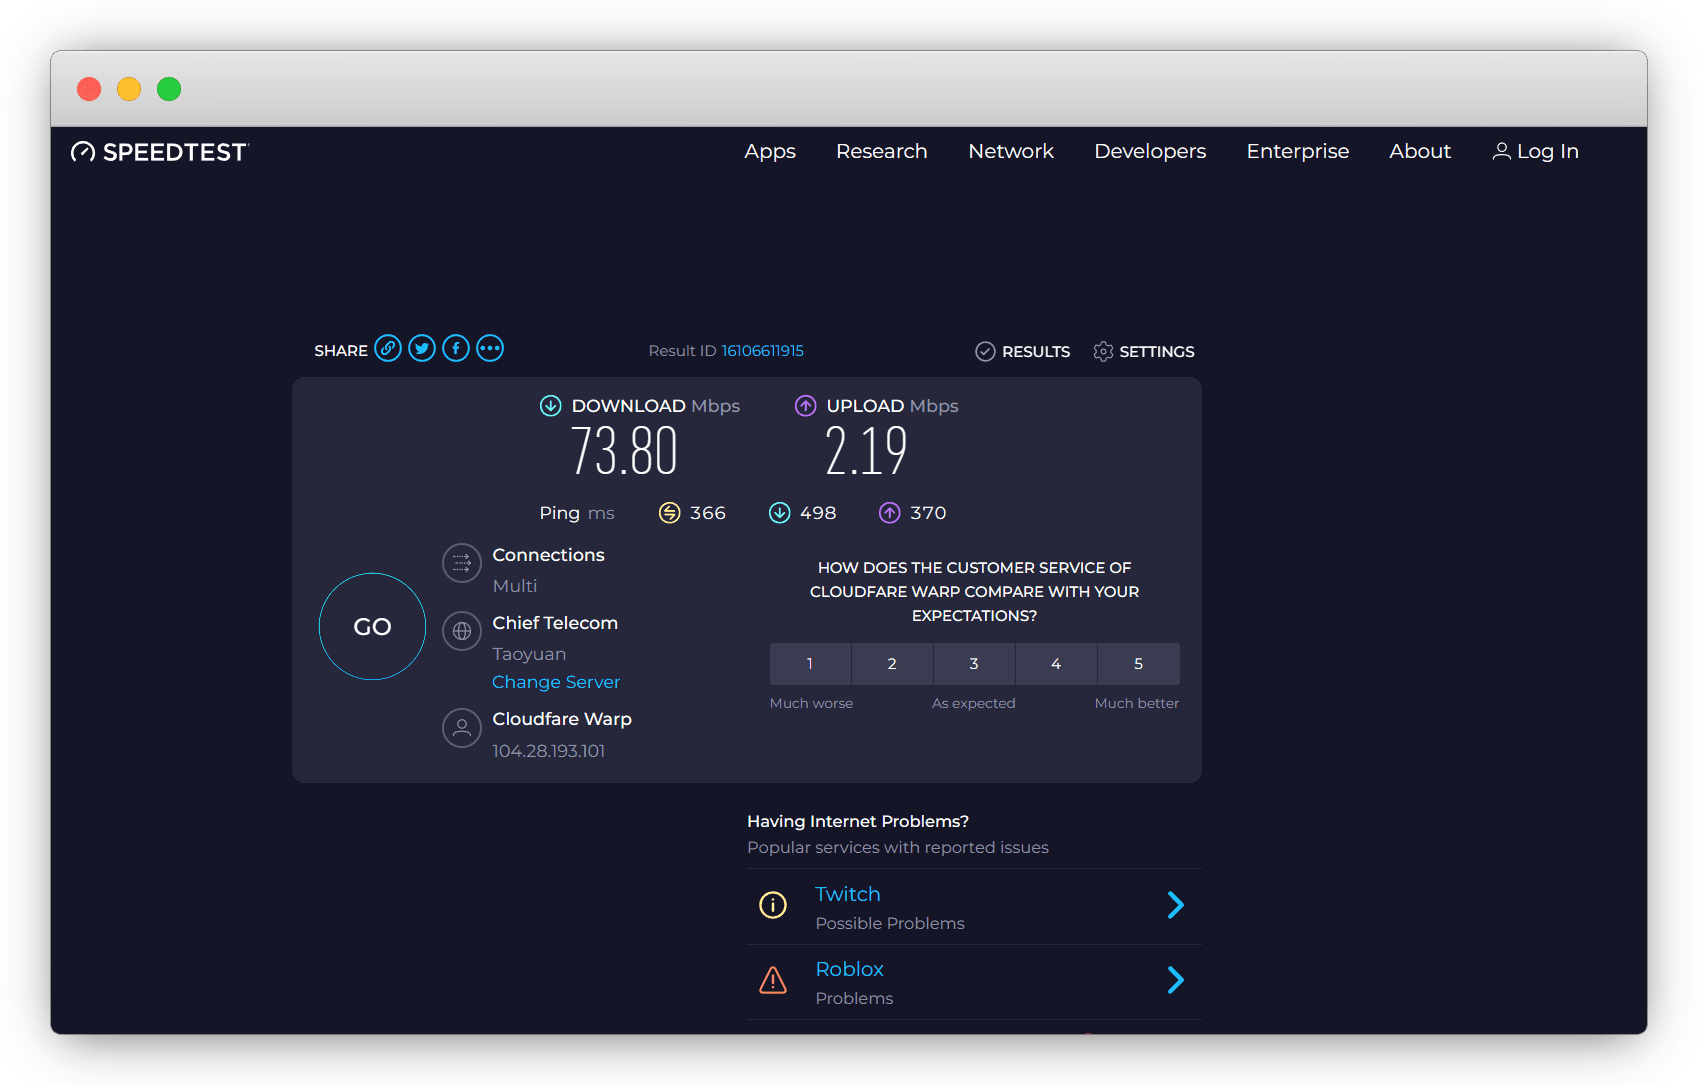 SPEEDTEST
Apps Research Network Developers Enterprise About Log In
SHARE Result ID 16106611915 RESULTS SETTINGS
DOWNLOAD Mbps UPLOAD Mbps
73.80 2.19
Ping ms 366 498 370
GO
Connections
Multi
Chief Telecom
Taoyuan
Change Server
Cloudfare Warp
104.28.193.101
HOW DOES THE CUSTOMER SERVICE OF
CLOUDFARE WARP COMPARE WITH YOUR
EXPECTATIONS?
1 2 3 4 5
Much worse As expected Much better
Having Internet Problems?
Popular services with reported issues
Twitch
Possible Problems
Roblox
Problems